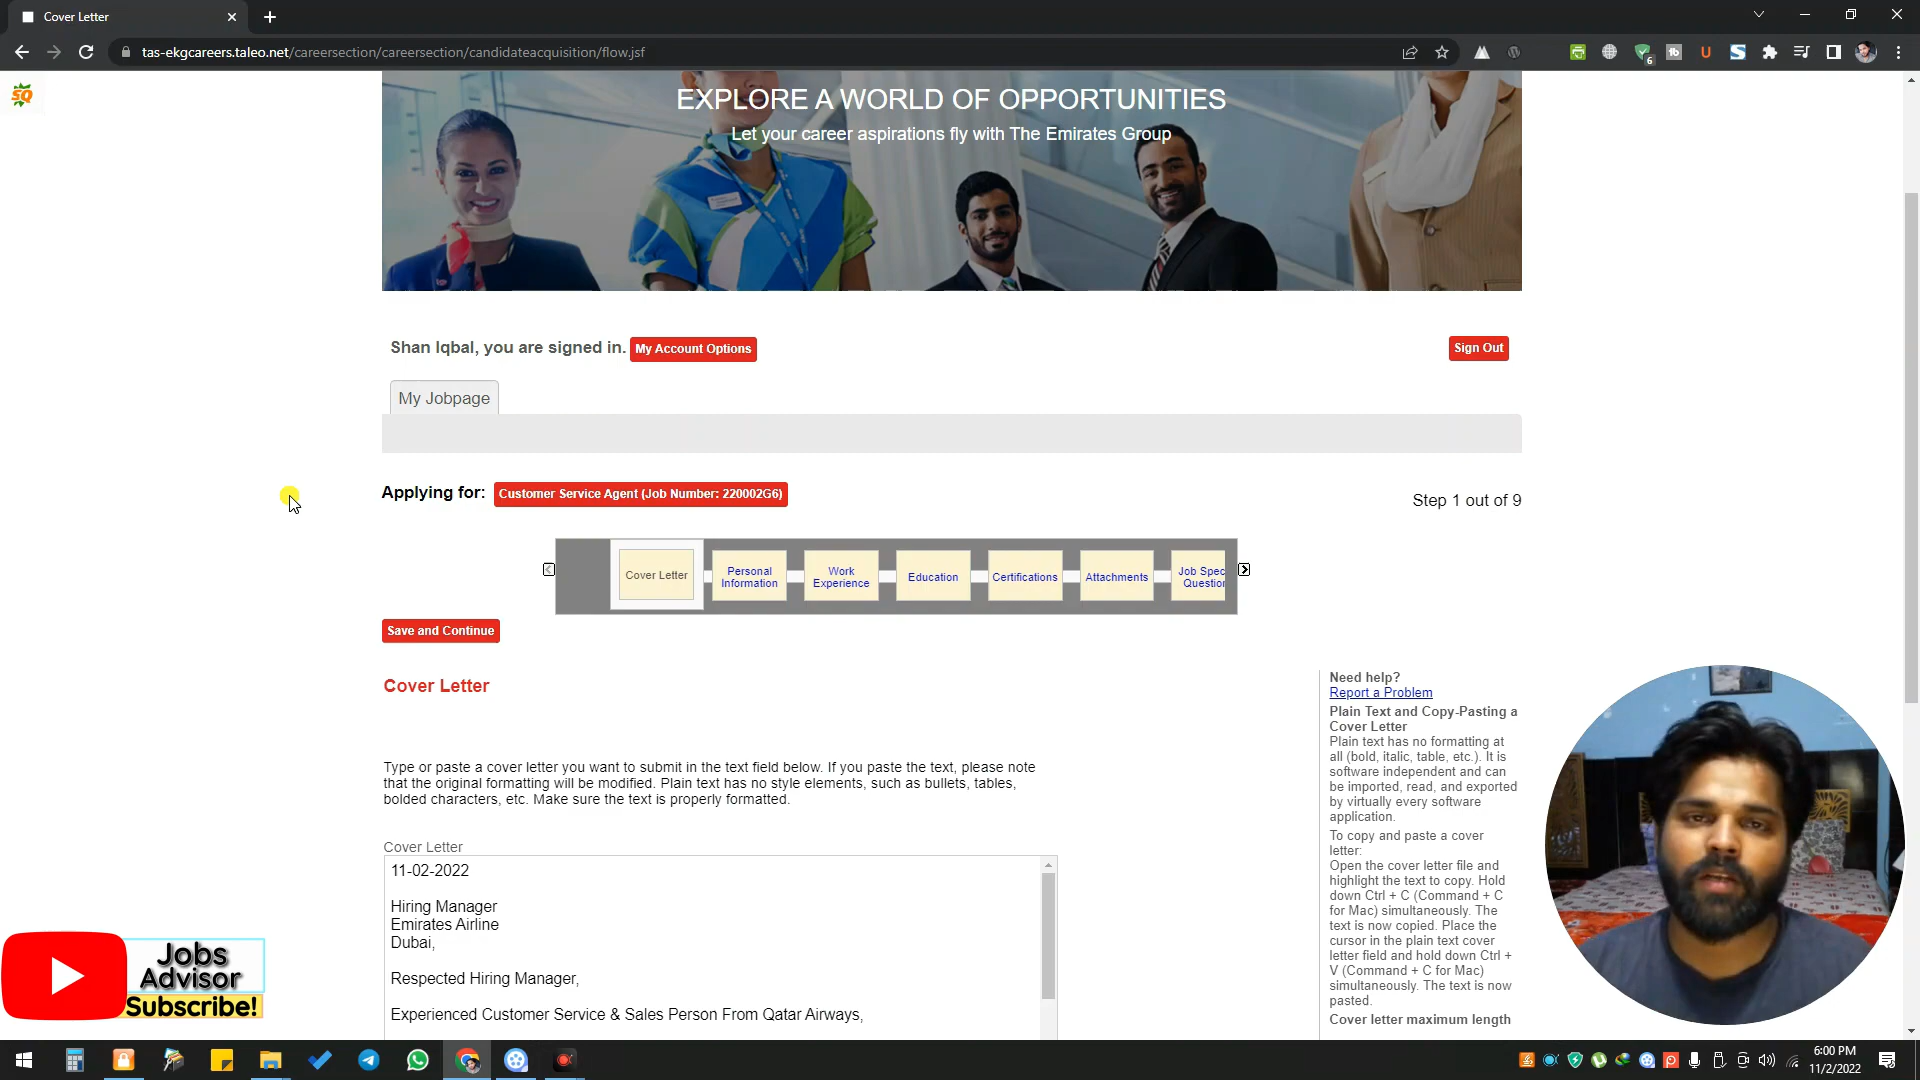 Cover Letter
tas-ekgcareers.taleo.net/careersection/careersection/candidateacquisition/flow.jsf
6
tb
U
S
SQ
EXPLORE A WORLD OF OPPORTUNITIES
Let your career aspirations fly with The Emirates Group
Shan Iqbal, you are signed in. My Account Options
Sign Out
My Jobpage
Applying for: Customer Service Agent (Job Number: 220002G6)
Step 1 out of 9
Cover Letter
Personal
Information
Work
Experience
Education
Certifications
Attachments
Job Spec
Question
Save and Continue
Cover Letter
Type or paste a cover letter you want to submit in the text field below. If you paste the text, please note
that the original formatting will be modified. Plain text has no style elements, such as bullets, tables,
bolded characters, etc. Make sure the text is properly formatted.
Cover Letter
11-02-2022
Hiring Manager
Emirates Airline
Dubai,
Respected Hiring Manager,
Experienced Customer Service & Sales Person From Qatar Airways,
Need help?
Report a Problem
Plain Text and Copy-Pasting a
Cover Letter
Plain text has no formatting at
all (bold, italic, table, etc.). It is
software independent and can
be imported, read, and exported
by virtually every software
application.
To copy and paste a cover
letter:
Open the cover letter file and
highlight the text to copy. Hold
down Ctrl + C (Command + C
for Mac) simultaneously. The
text is now copied. Place the
cursor in the plain text cover
letter field and hold down Ctrl +
V (Command + C for Mac)
simultaneously. The text is now
pasted.
Cover letter maximum length
Jobs
Advisor
Subscribe!
6:00 PM
11/2/2022